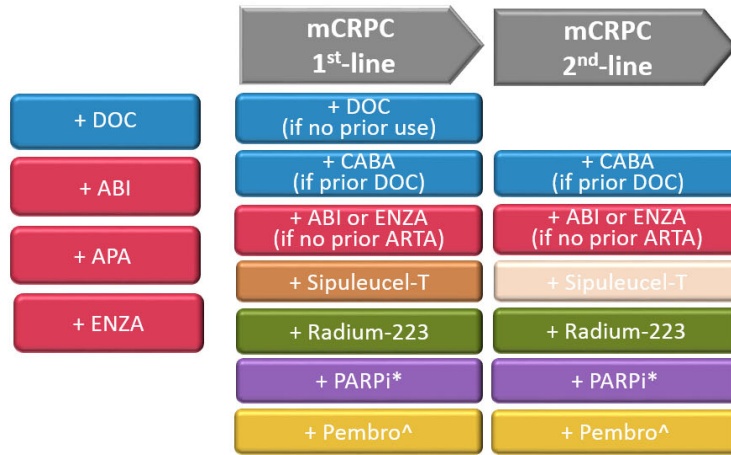 mCRPC
1st-line
mCRPC
2nd-line
+ DOC
+ ABI
+ APA
+ ENZA
+ DOC
(if no prior use)
+ CABA
(if prior DOC)
+ ABI or ENZA
(if no prior ARTA)
+ Sipuleucel-T
+ Radium-223
+ PARPi*
+ Pembro^
+ CABA
(if prior DOC)
+ ABI or ENZA
(if no prior ARTA)
+ Sipuleucel-T
+ Radium-223
+ PARPi*
+ Pembro^